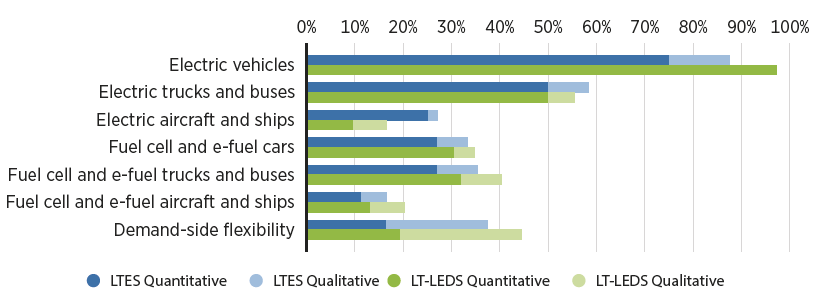 0% 10% 20% 30% 40% 50% 60% 70% 80% 90% 100%
Electric vehicles
Electric trucks and buses
Electric aircraft and ships
Fuel cell and e-fuel cars
Fuel cell and e-fuel trucks and buses
Fuel cell and e-fuel aircraft and ships
Demand-side flexibility
LTES Quantitative LTES Qualitative LT-LEDS Quantitative LT-LEDS Qualitative